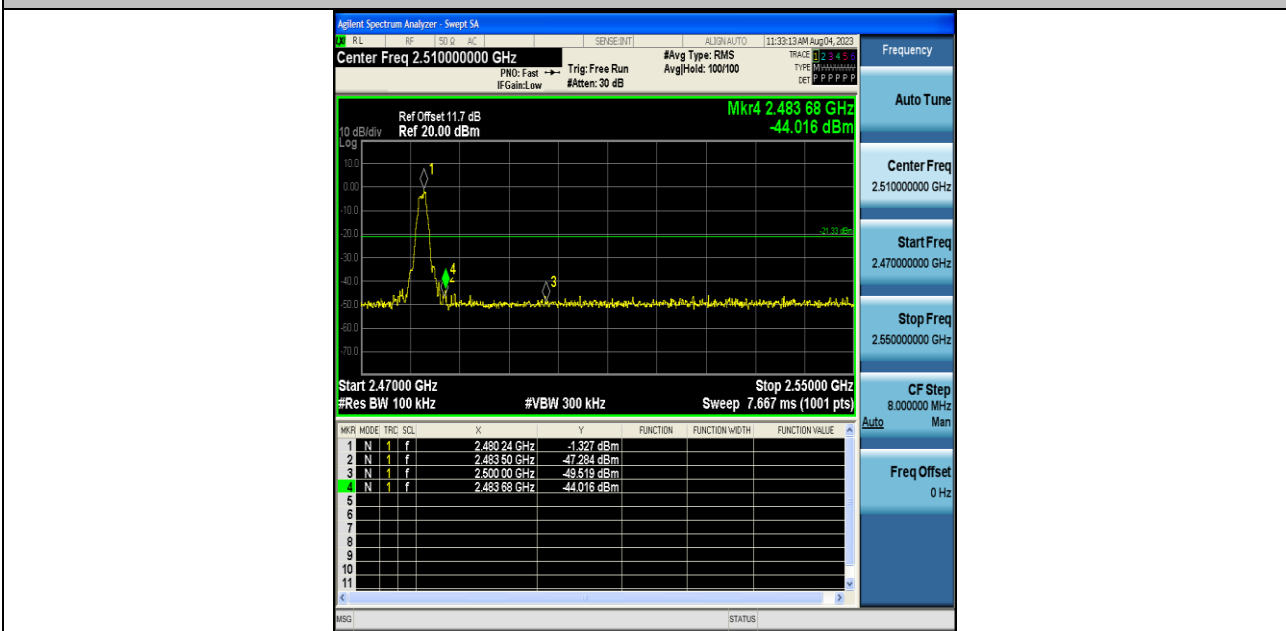 Agilent Spectrum Analyzer - Swept SA
RL RF 50 Ω AC SENSE:INT ALIGN AUTO 11:33:13 AM Aug 04, 2023
Center Freq 2.510000000 GHz #Avg Type: RMS TRACE 1 2 3 4 5 6
PNO: Fast Trig: Free Run Avg|Hold: 100/100 TYPE M
IFGain:Low #Atten: 30 dB DET P P P P P P
Frequency
Auto Tune
Center Freq
2.510000000 GHz
Start Freq
2.470000000 GHz
Stop Freq
2.550000000 GHz
CF Step
8.000000 MHz
Auto Man
Freq Offset
0 Hz
Mkr4 2.483 68 GHz
-44.016 dBm
Ref Offset 11.7 dB
10 dB/div Ref 20.00 dBm
Log
10.0
0.00
-10.0
-20.0
-30.0
-40.0
-50.0
-60.0
-70.0
1
-21.33 dBm
4
2
3
Start 2.47000 GHz Stop 2.55000 GHz
#Res BW 100 kHz #VBW 300 kHz Sweep 7.667 ms (1001 pts)
MKR MODE TRC SCL X Y FUNCTION FUNCTION WIDTH FUNCTION VALUE
1 N 1 f 2.480 24 GHz -1.327 dBm
2 N 1 f 2.483 50 GHz -47.284 dBm
3 N 1 f 2.500 00 GHz -49.519 dBm
4 N 1 f 2.483 68 GHz -44.016 dBm
5
6
7
8
9
10
11
MSG STATUS